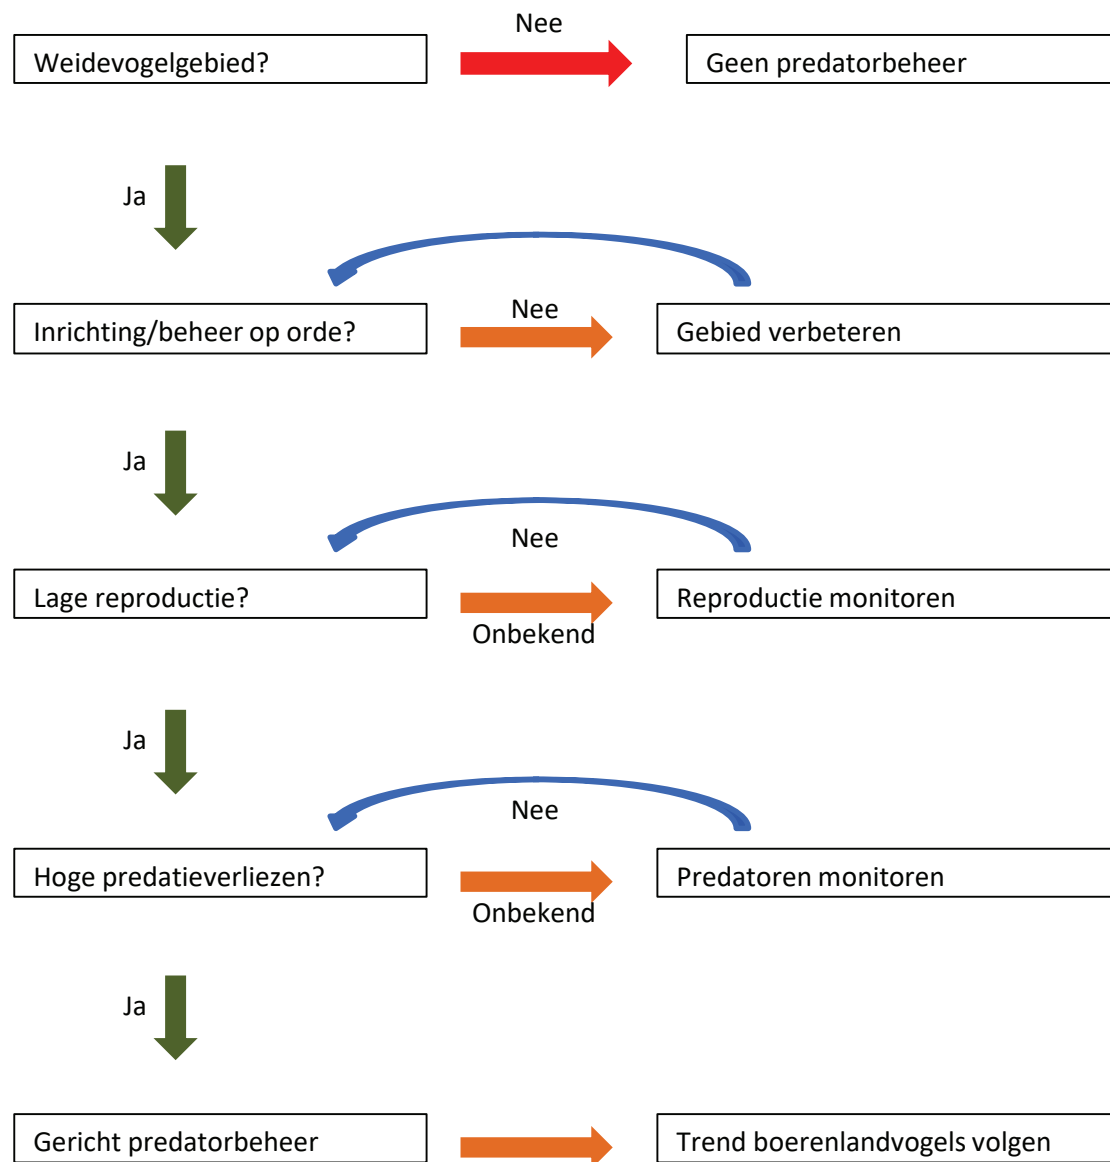 Nee
Weidevogelgebied?
Geen predatorbeheer
Ja
Nee
Inrichting/beheer op orde?
Gebied verbeteren
Ja
Nee
Lage reproductie?
Reproductie monitoren
Onbekend
Ja
Nee
Hoge predatieverliezen?
Predatoren monitoren
Onbekend
Ja
Gericht predatorbeheer
Trend boerenlandvogels volgen